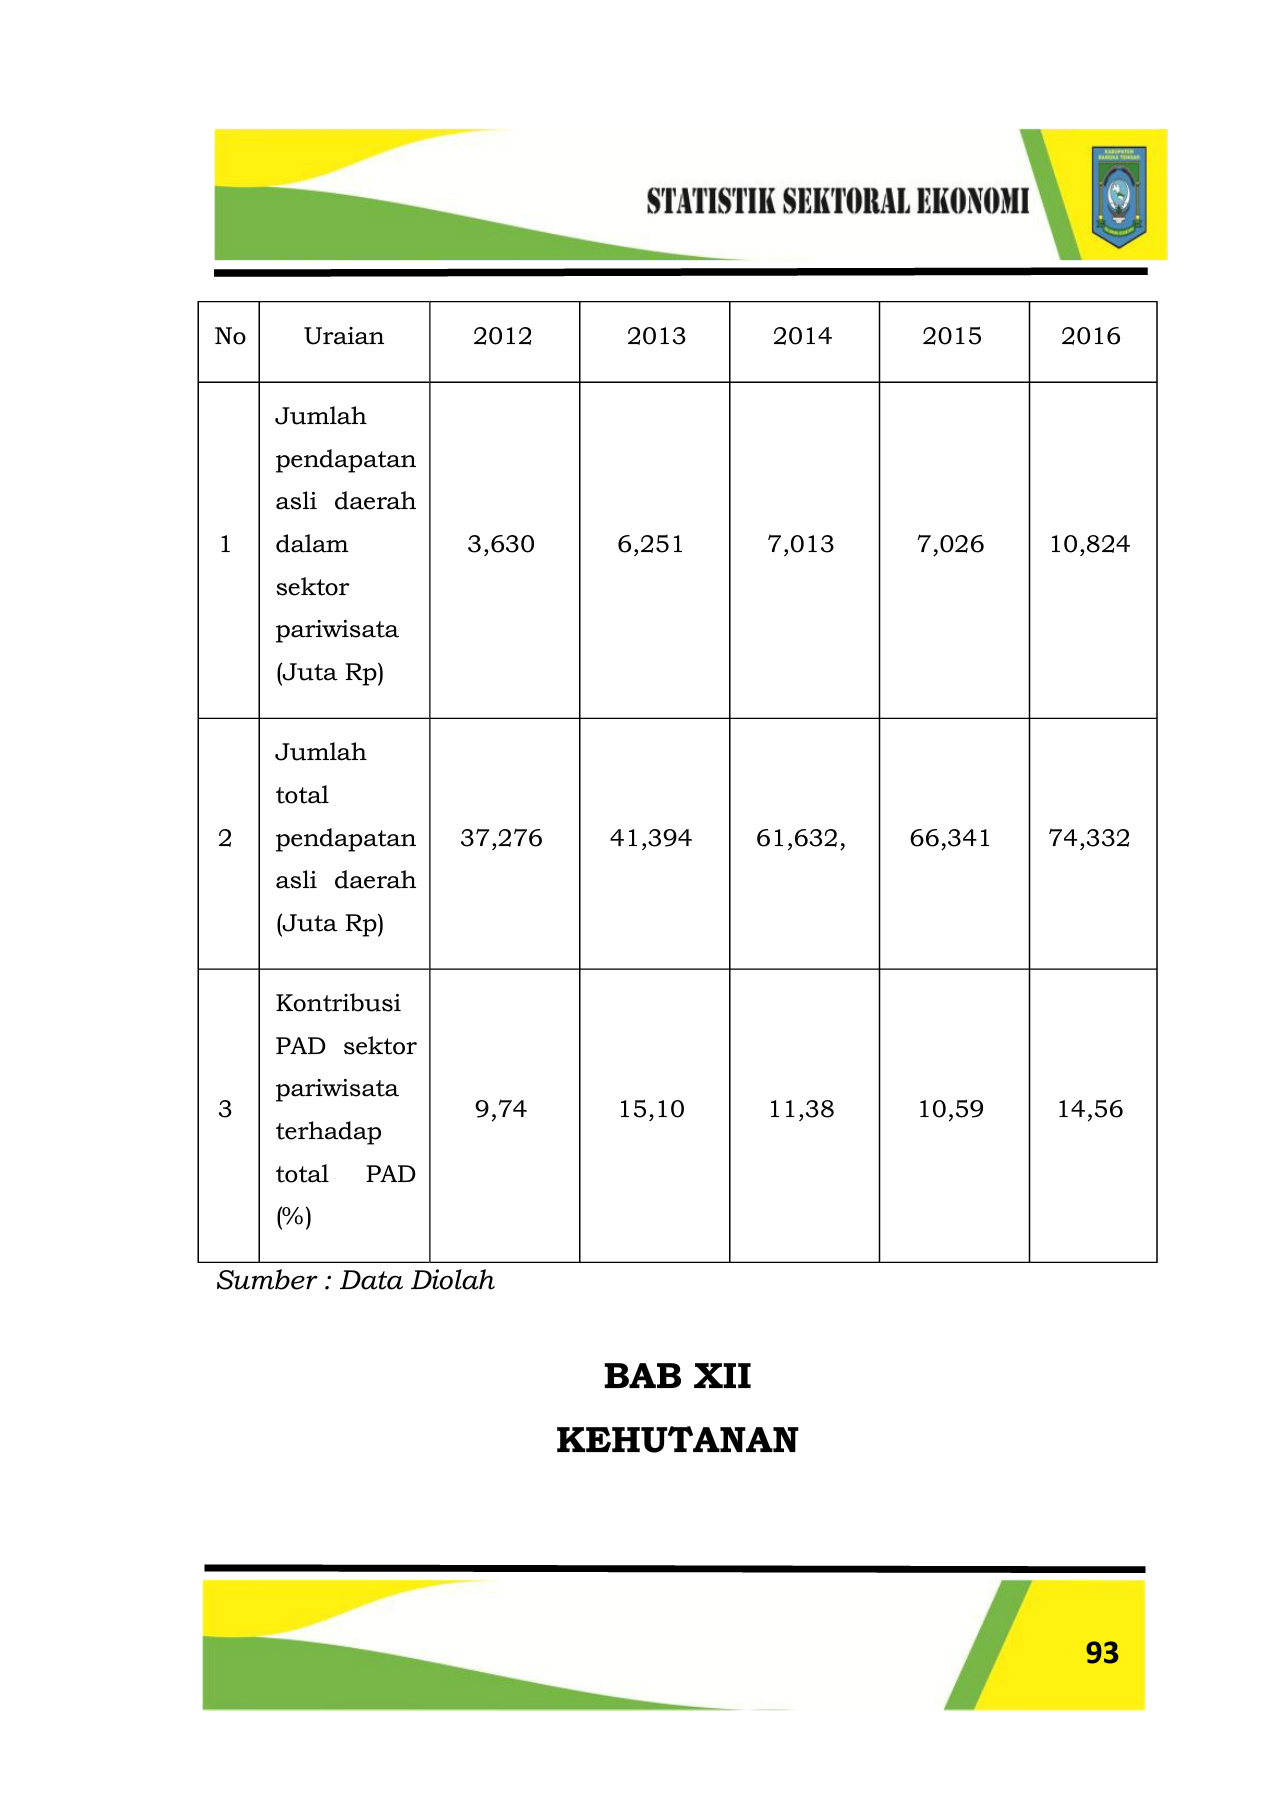 KABUPATEN
BANGKA TENGAH
STATISTIK SEKTORAL EKONOMI
No Uraian 2012 2013 2014 2015 2016
Jumlah
pendapatan
asli daerah
1 dalam 3,630 6,251 7,013 7,026 10,824
sektor
pariwisata
(Juta Rp)
Jumlah
total
2 pendapatan 37,276 41,394 61,632, 66,341 74,332
asli daerah
(Juta Rp)
Kontribusi
PAD sektor
pariwisata
3 terhadap 9,74 15,10 11,38 10,59 14,56
total PAD
(%)
Sumber : Data Diolah
BAB XII
KEHUTANAN
93